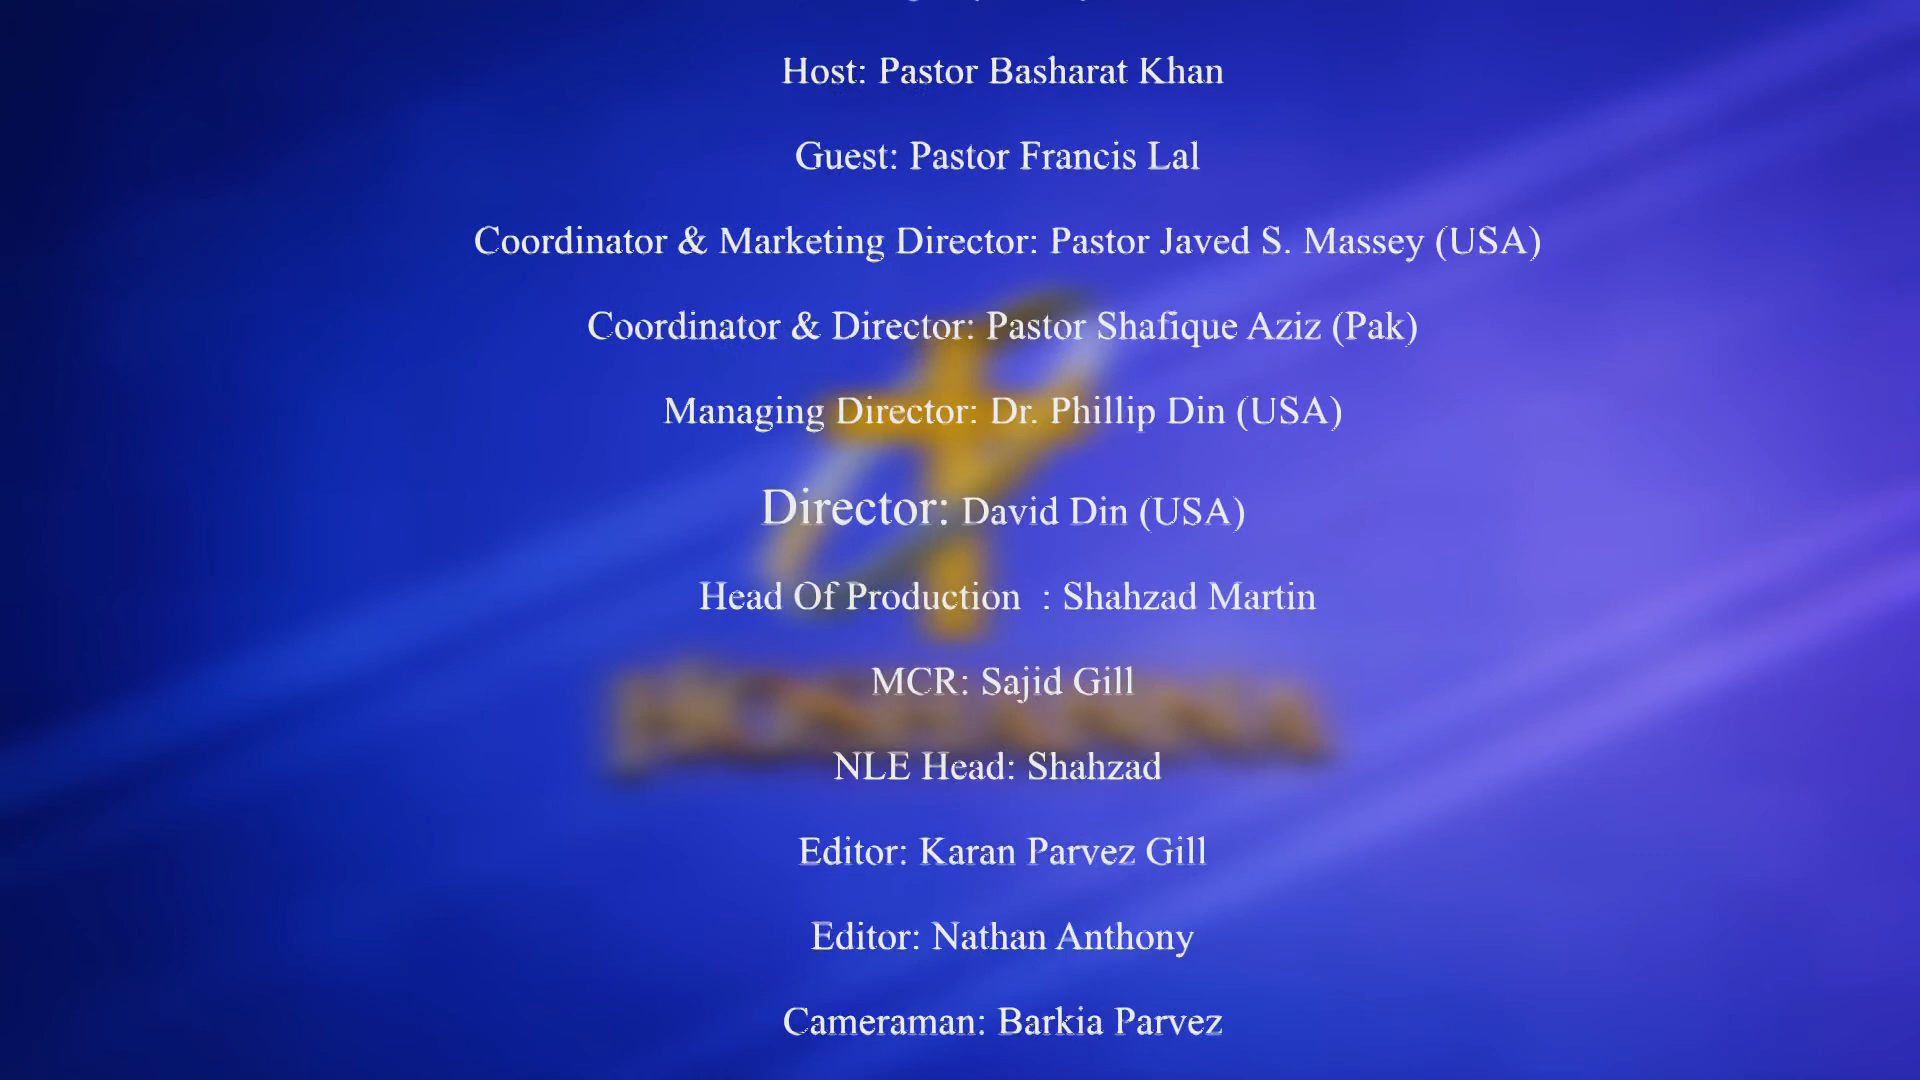 Host: Pastor Basharat Khan
Guest: Pastor Francis Lal
Coordinator & Marketing Director: Pastor Javed S. Massey (USA)
Coordinator & Director: Pastor Shafique Aziz (Pak)
Managing Director: Dr. Phillip Din (USA)
Director: David Din (USA)
Head Of Production : Shahzad Martin
MCR: Sajid Gill
NLE Head: Shahzad
Editor: Karan Parvez Gill
Editor: Nathan Anthony
Cameraman: Barkia Parvez